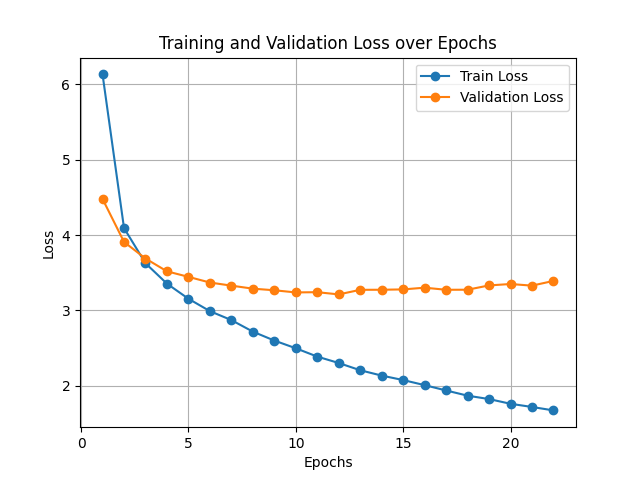 Training and Validation Loss over Epochs
Train Loss
Validation Loss
6
5
4
3
2
Loss
0
5
10
15
20
Epochs